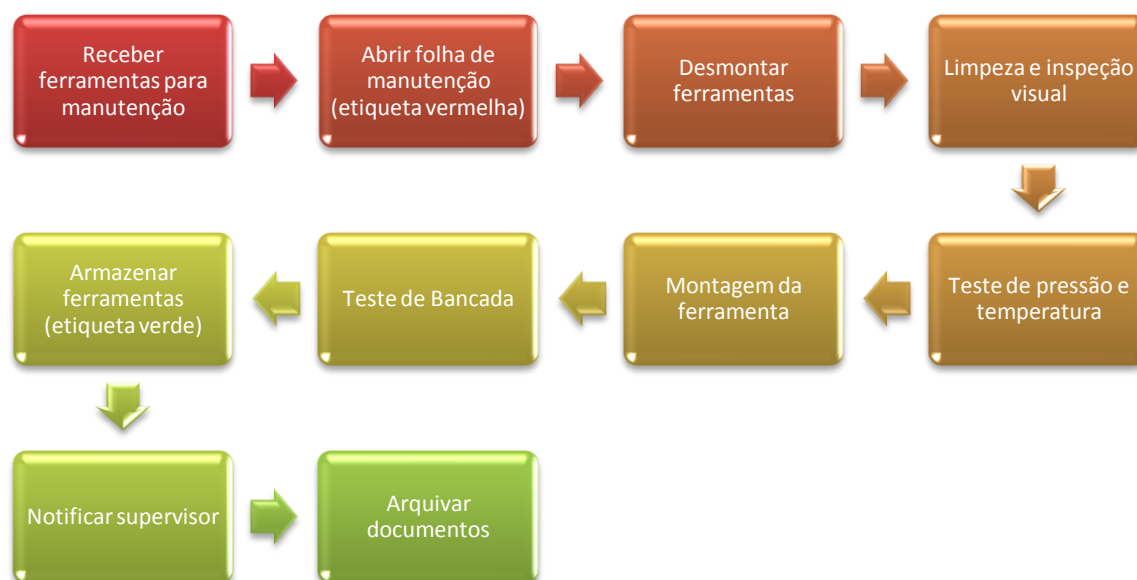 Receber
ferramentas para
manutenção
Abrir folha de
manutenção
(etiqueta vermelha)
Desmontar
ferramentas
Limpeza e inspeção
visual
Teste de pressão e
temperatura
Montagem da
ferramenta
Teste de Bancada
Armazenar
ferramentas
(etiqueta verde)
Notificar supervisor
Arquivar
documentos